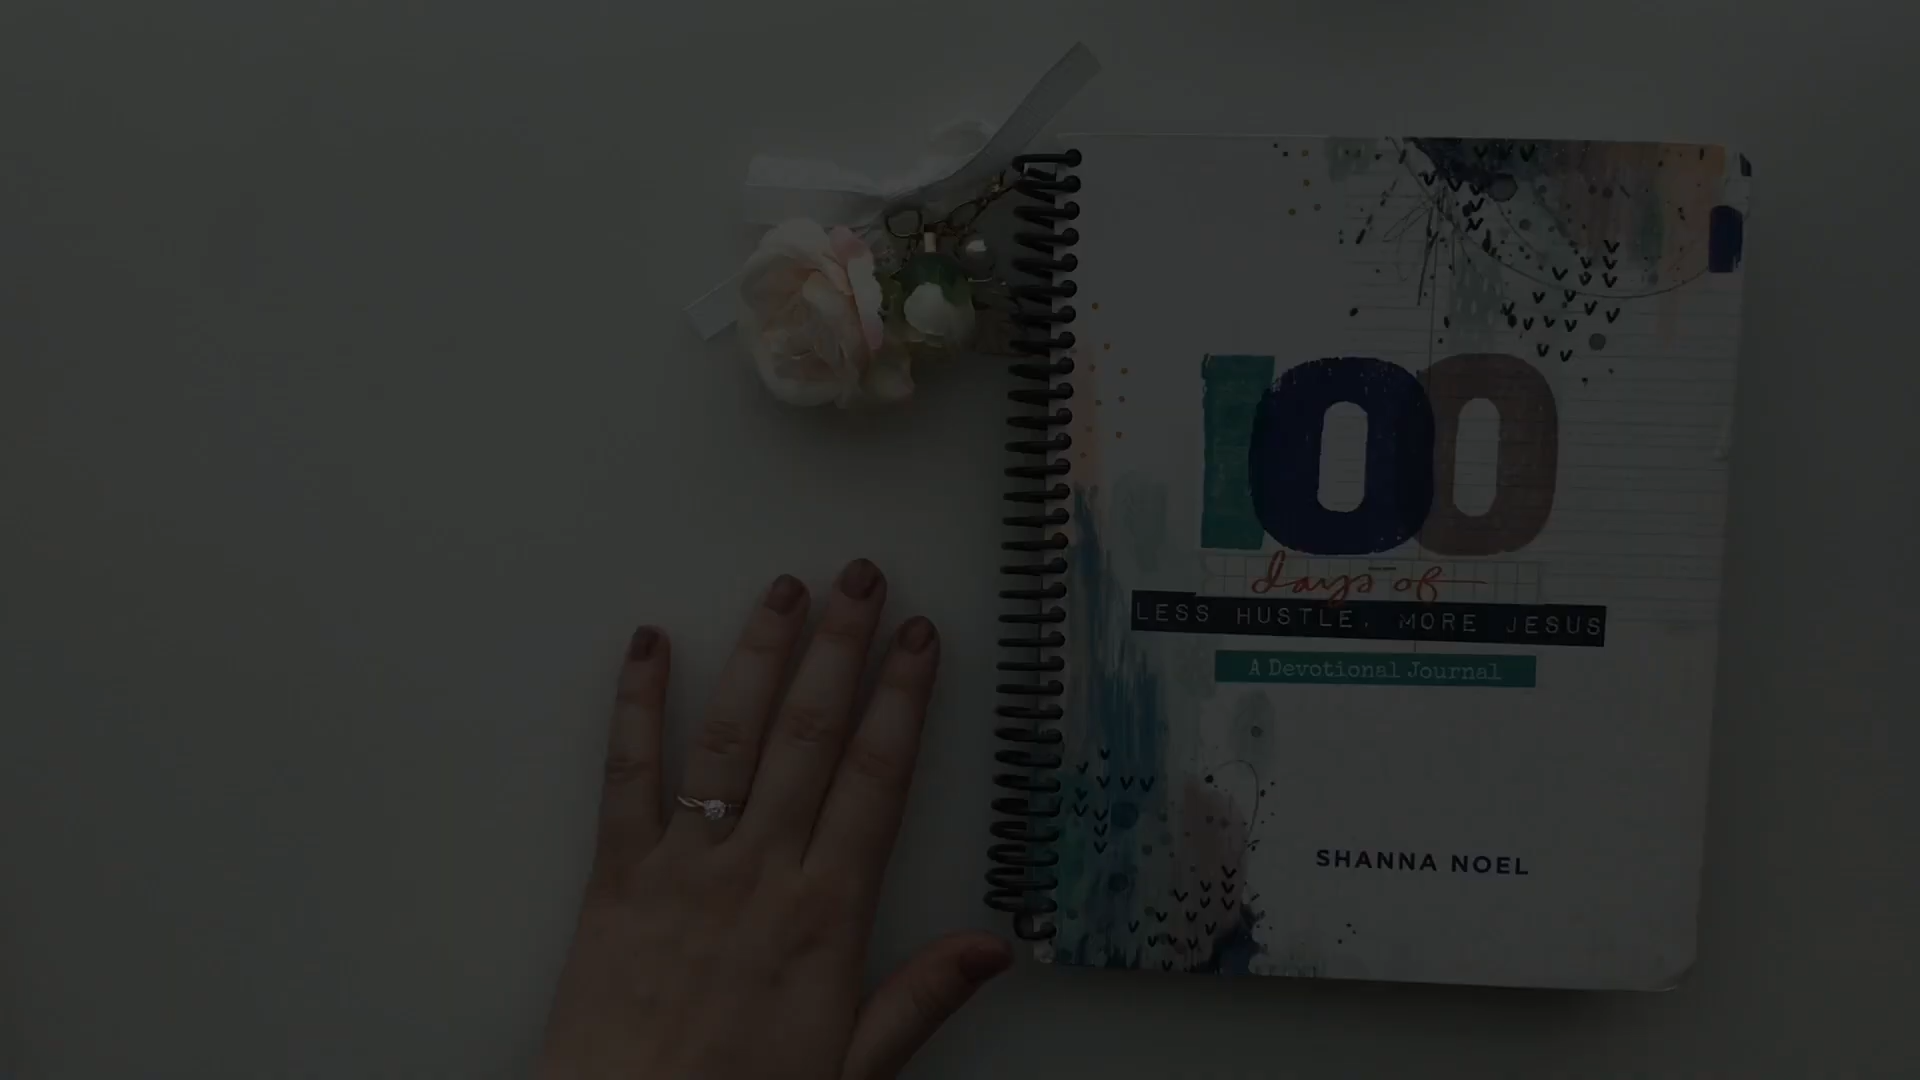 100
days of
LESS HUSTLE, MORE JESUS
A Devotional Journal
SHANNA NOEL